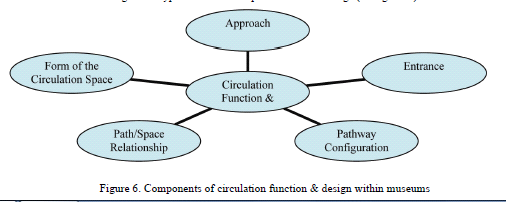 Approach
Form of the
Circulation Space
Entrance
Circulation
Function &
Path/Space
Relationship
Pathway
Configuration
Figure 6. Components of circulation function & design within museums